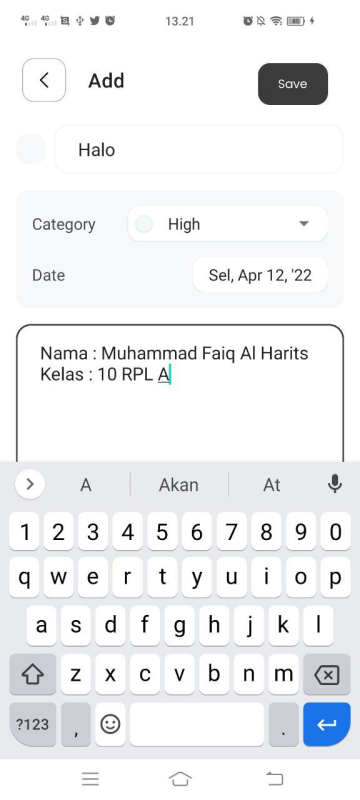 4G 4G 13.21 85
Add Save
Halo
Category High
Date Sel, Apr 12, '22
Nama : Muhammad Faiq Al Harits
Kelas : 10 RPL A
A Akan At
1 2 3 4 5 6 7 8 9 0
q w e r t y u i o p
a s d f g h j k l
z x c v b n m
?123 , .